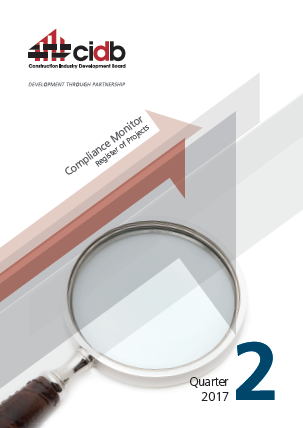 cidb
Construction Industry Development Board
DEVELOPMENT THROUGH PARTNERSHIP
Compliance Monitor
Register of Projects
Quarter
2017
2